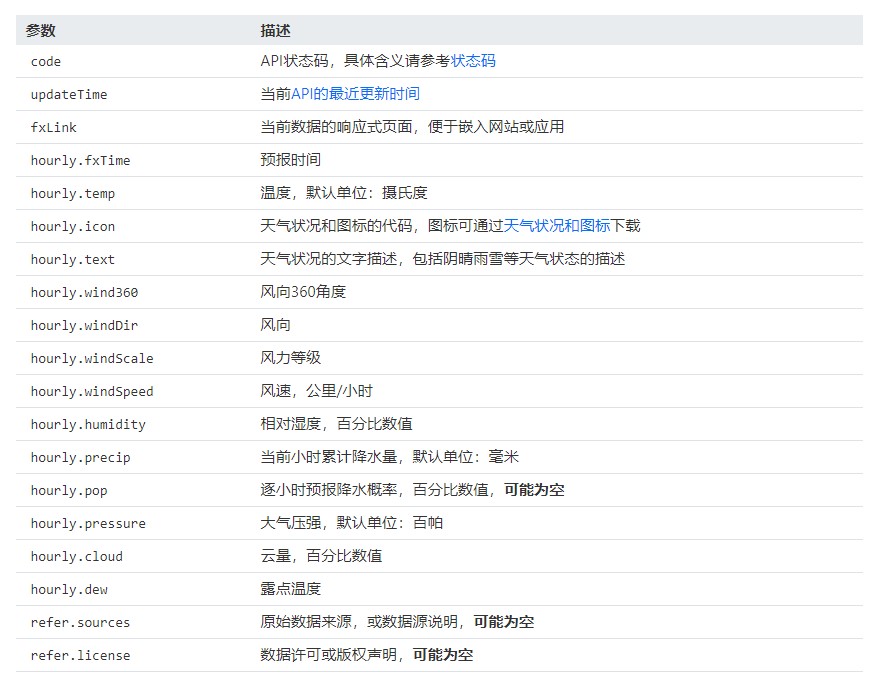 参数 描述
code API状态码，具体含义请参考状态码
updateTime 当前API的最近更新时间
fxLink 当前数据的响应式页面，便于嵌入网站或应用
hourly.fxTime 预报时间
hourly.temp 温度，默认单位：摄氏度
hourly.icon 天气状况和图标的代码，图标可通过天气状况和图标下载
hourly.text 天气状况的文字描述，包括阴晴雨雪等天气状态的描述
hourly.wind360 风向360角度
hourly.windDir 风向
hourly.windScale 风力等级
hourly.windSpeed 风速，公里/小时
hourly.humidity 相对湿度，百分比数值
hourly.precip 当前小时累计降水量，默认单位：毫米
hourly.pop 逐小时预报降水概率，百分比数值，可能为空
hourly.pressure 大气压强，默认单位：百帕
hourly.cloud 云量，百分比数值
hourly.dew 露点温度
refer.sources 原始数据来源，或数据源说明，可能为空
refer.license 数据许可或版权声明，可能为空